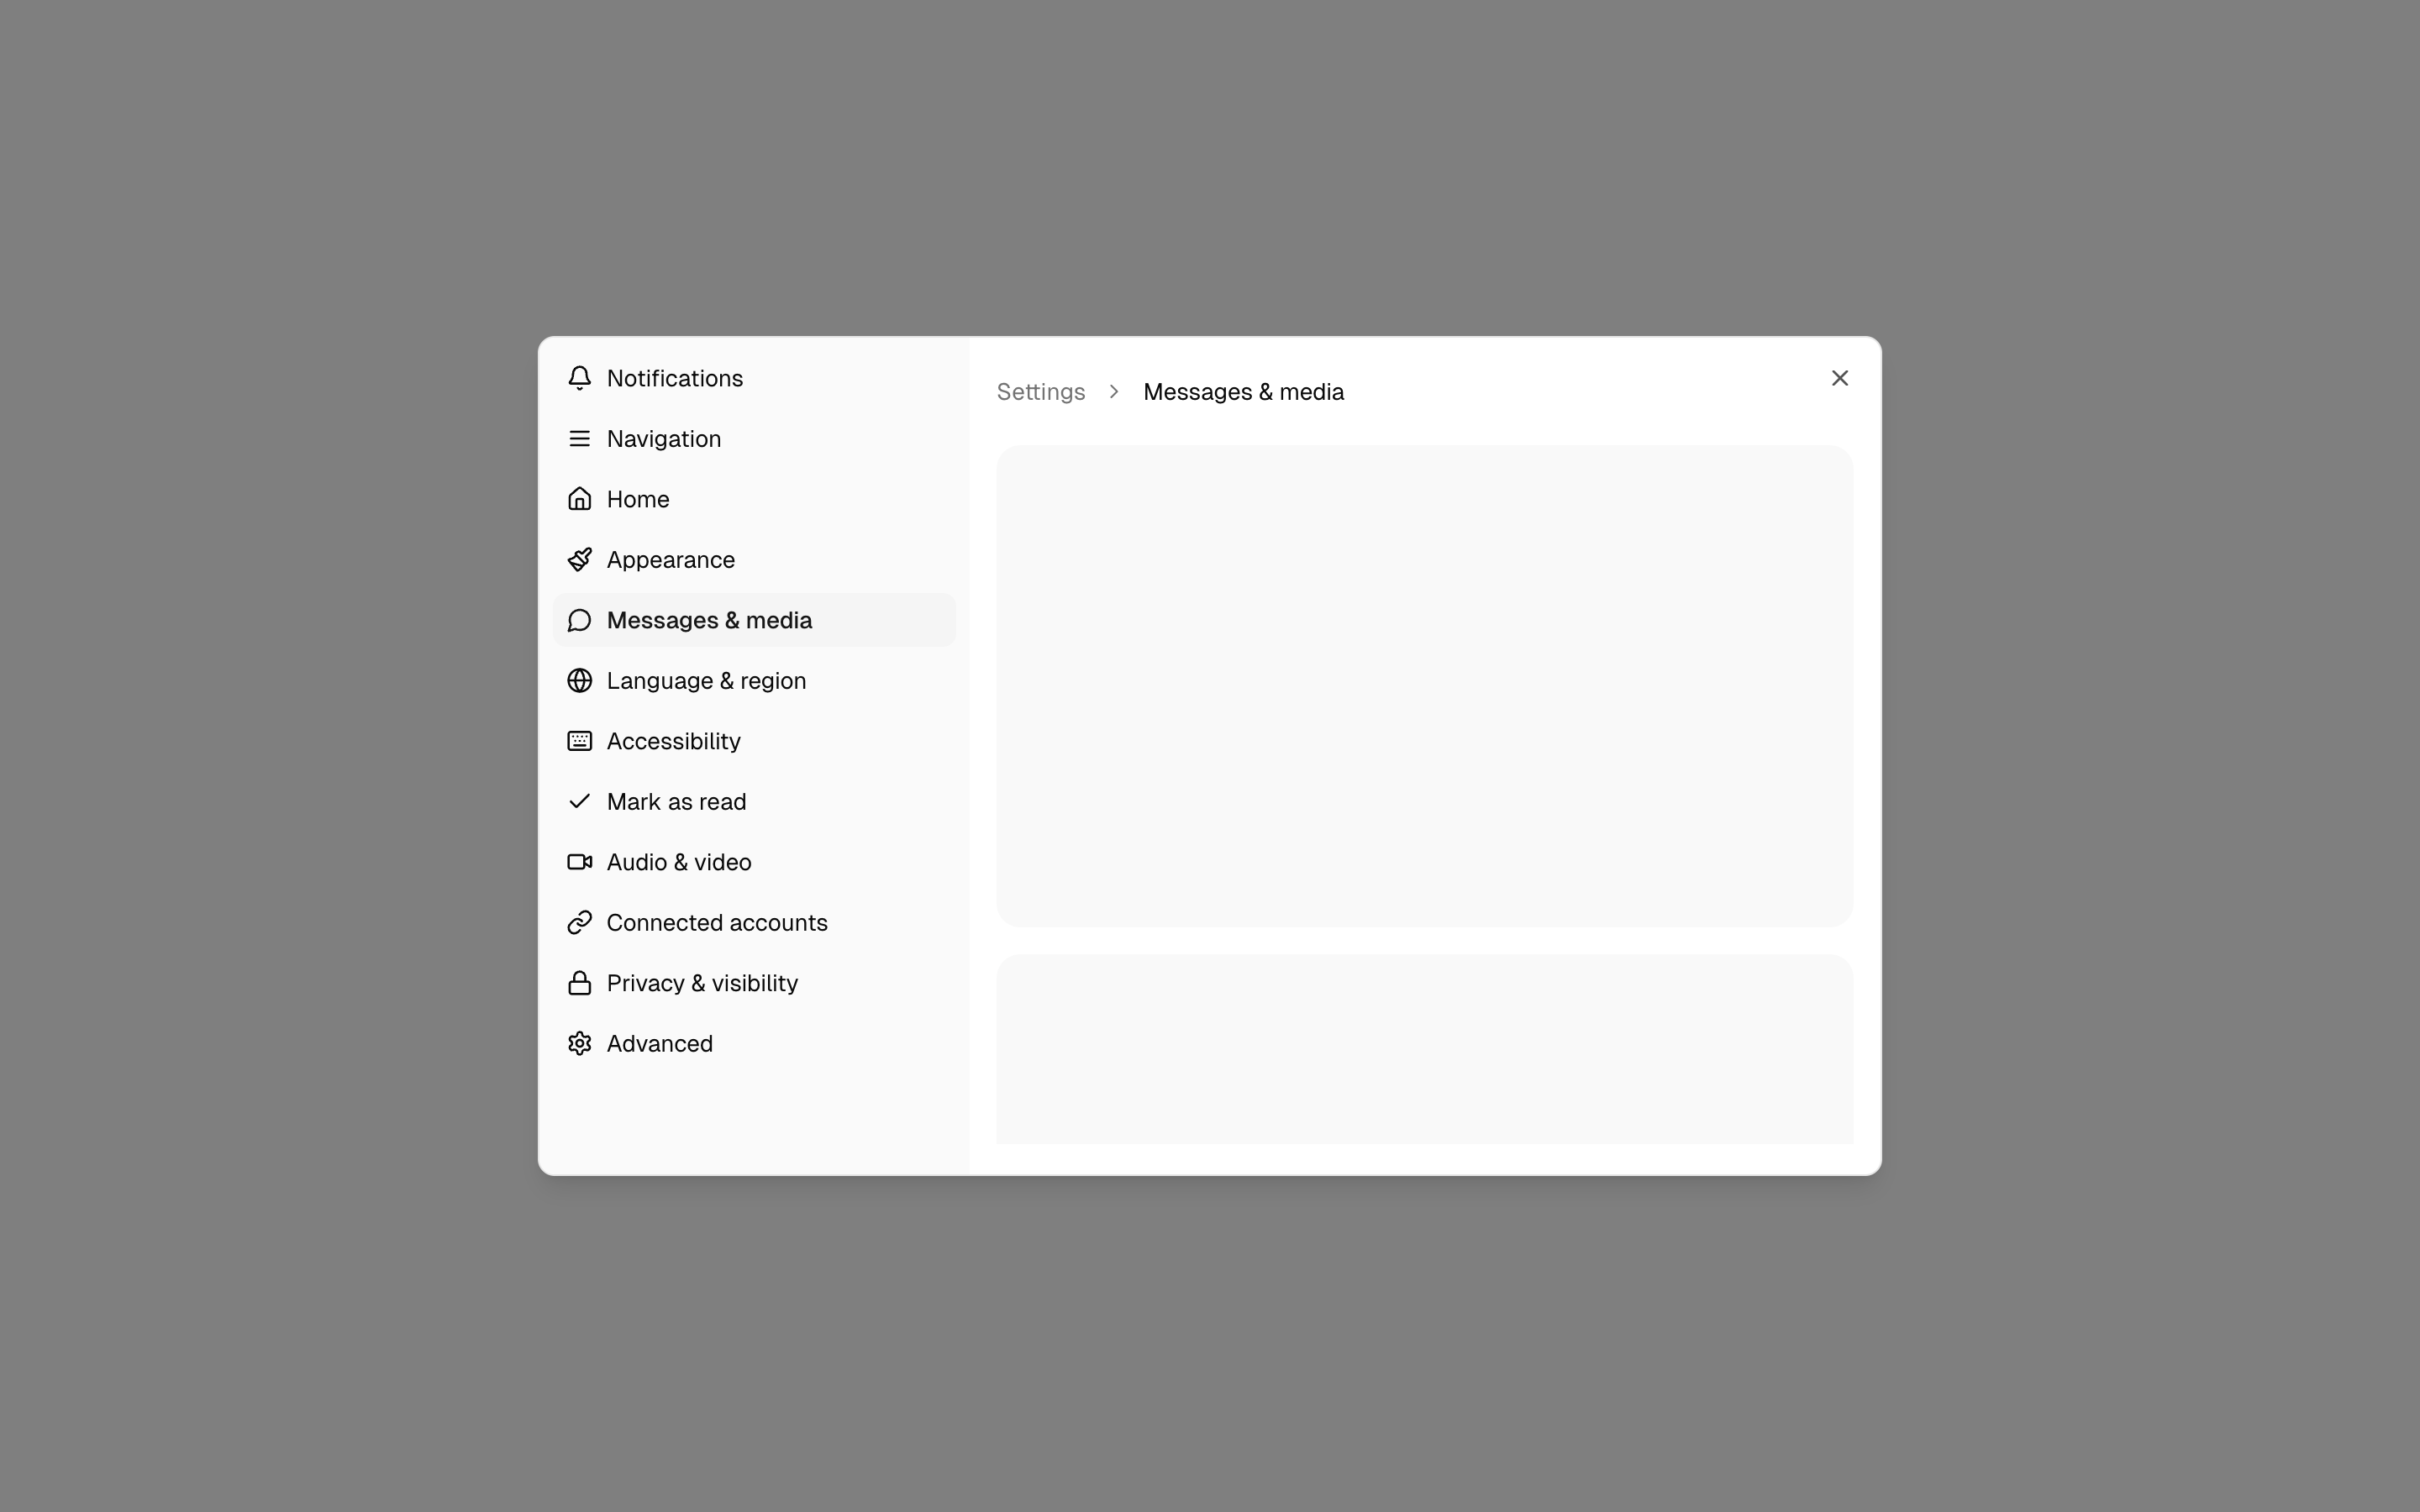 Notifications
Navigation
Home
Appearance
Messages & media
Language & region
Accessibility
Mark as read
Audio & video
Connected accounts
Privacy & visibility
Advanced
Settings > Messages & media